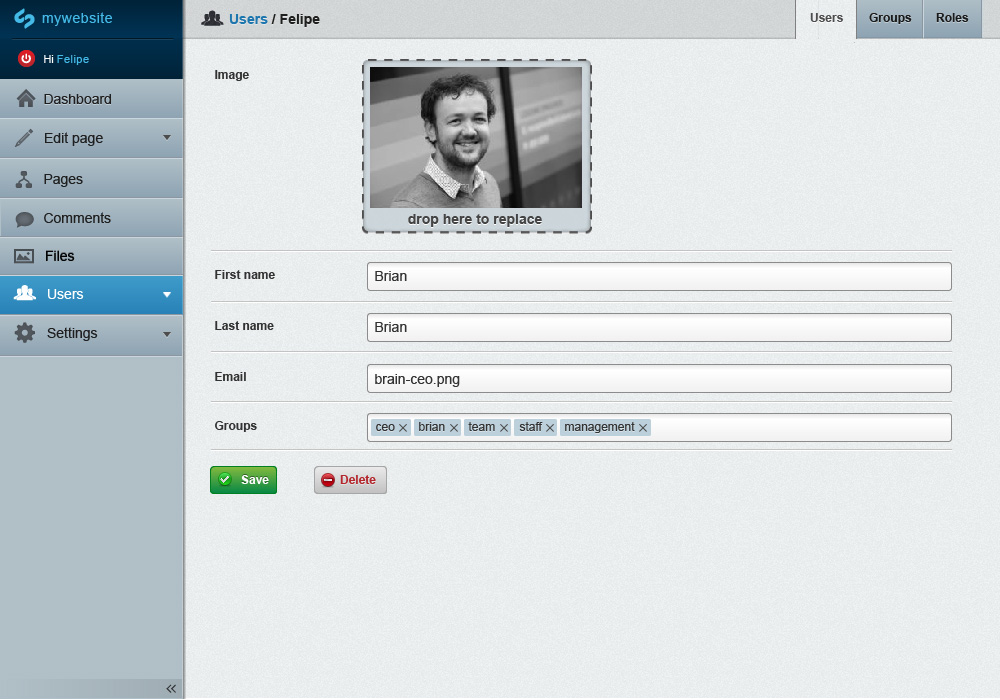 mywebsite
Users / Felipe
Users
Groups
Roles
Hi Felipe
Dashboard
Edit page
Pages
Comments
Files
Users
Settings
Image
drop here to replace
First name
Brian
Last name
Brian
Email
brain-ceo.png
Groups
ceo × brian × team × staff × management ×
Save
Delete
«